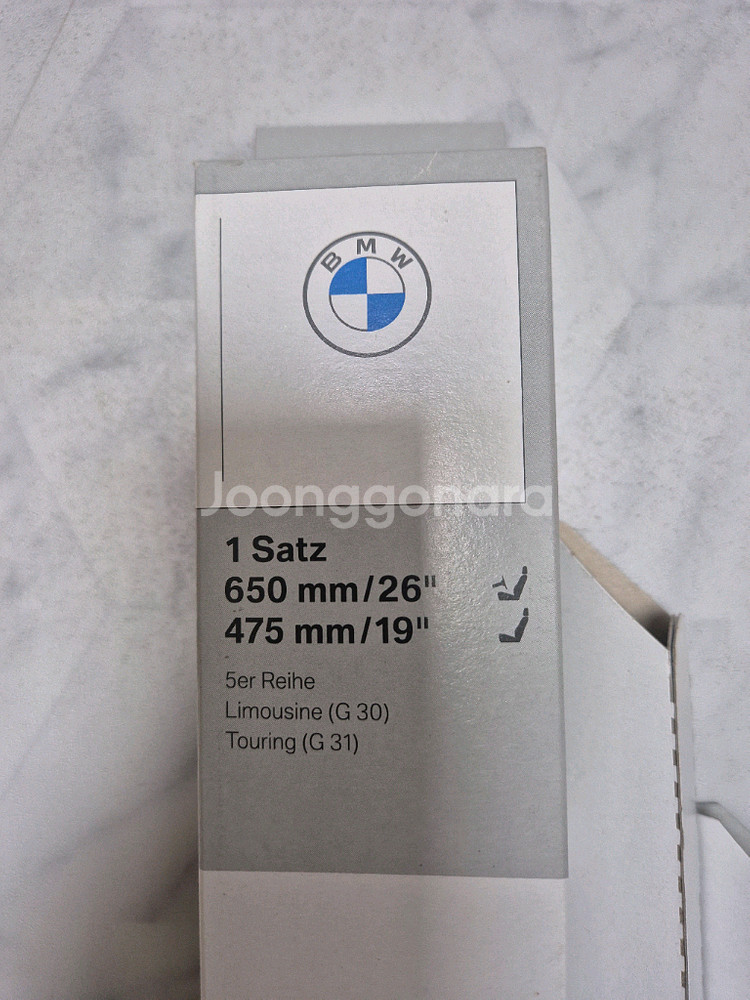 BMW
Joonggonara
1 Satz
650 mm/26"
475 mm/19"
5er Reihe
Limousine (G 30)
Touring (G 31)